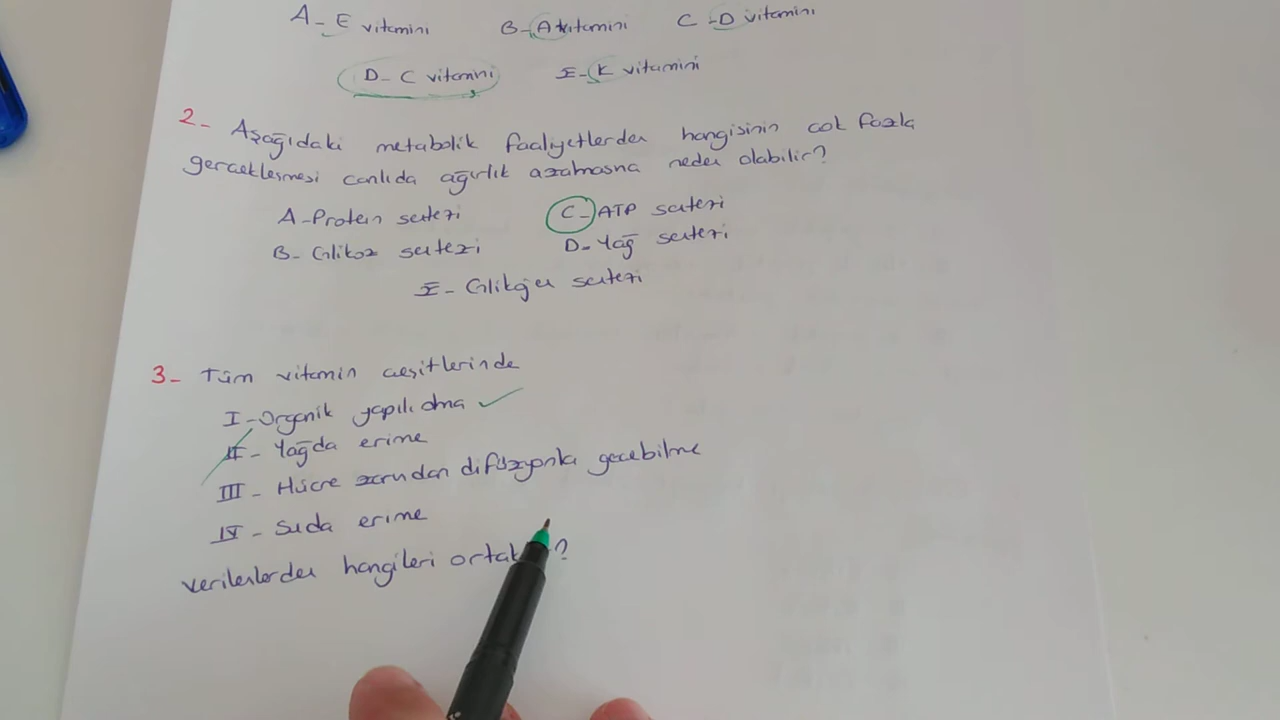 A- E vitamini B- A vitamini C- D vitamini
D- C vitamini E- K vitamini
2- Aşağıdaki metabolik faaliyetlerden hangisinin çok fazla
gerçekleşmesi canlıda ağırlık azalmasına neden olabilir?
A- Protein sentezi C- ATP sentezi
B- Glikoz sentezi D- Yağ sentezi
E- Glikojen sentezi
3- Tüm vitamin çeşitlerinde
I- Organik yapılı olma
II- Yağda erime
III- Hücre zarından difüzyonla geçebilme
IV- Suda erime
verilenlerden hangileri ?